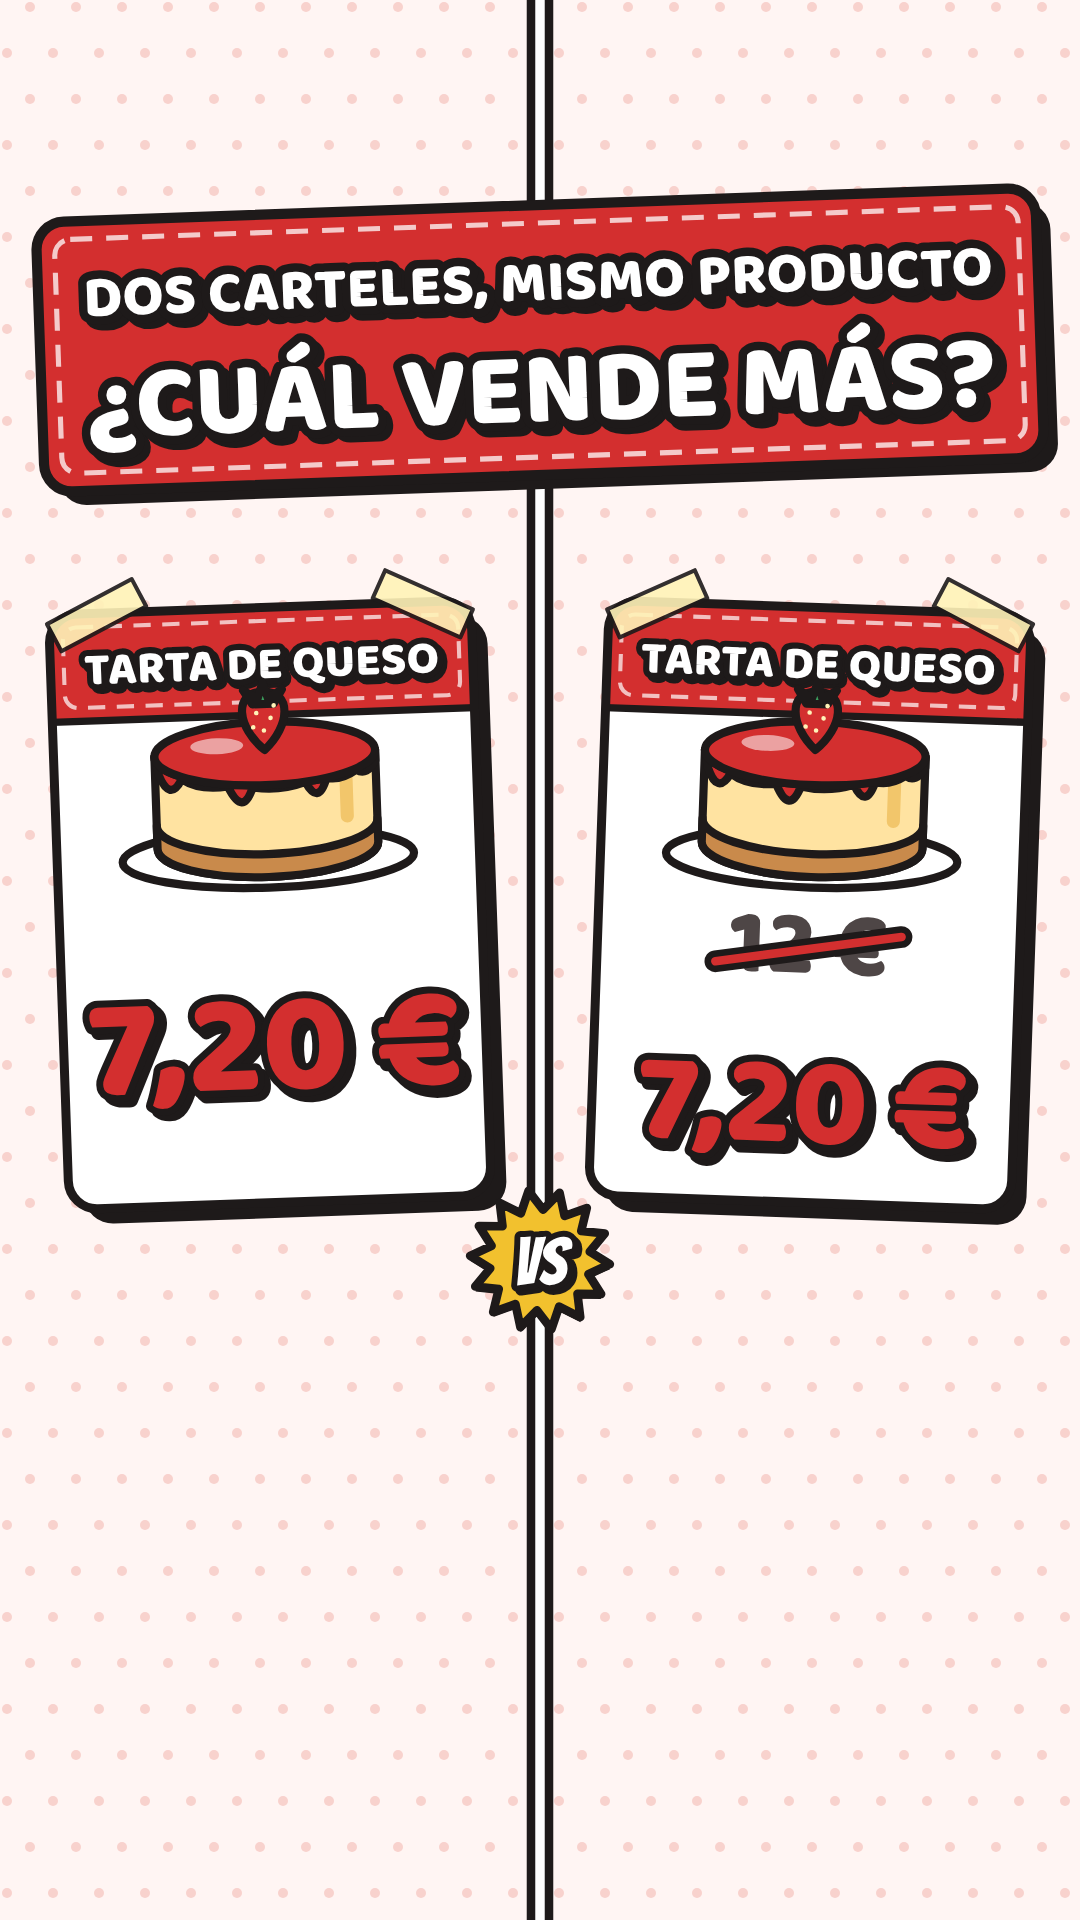 DOS CARTELES, MISMO PRODUCTO
¿CUÁL VENDE MÁS?
TARTA DE QUESO
7,20 €
TARTA DE QUESO
12 €
7,20 €
VS